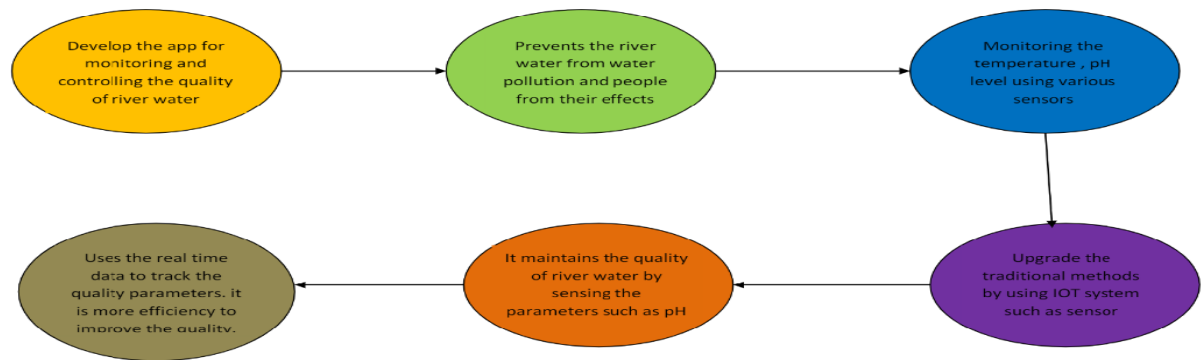 Develop the app for
monitoring and
controlling the quality
of river water
Prevents the river
water from water
pollution and people
from their effects
Monitoring the
temperature , pH
level using various
sensors
Upgrade the
traditional methods
by using IOT system
such as sensor
It maintains the quality
of river water by
sensing the
parameters such as pH
Uses the real time
data to track the
quality parameters. it
is more efficiency to
improve the quality.